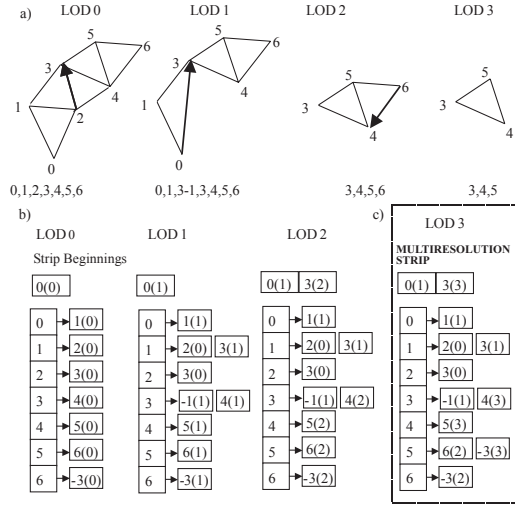 a) LOD 0 LOD 1 LOD 2 LOD 3
5 5
6 6 5 5
3 3 6
4 4 3 3
1 2 1 4 4
0 0
0,1,2,3,4,5,6 0,1,3-1,3,4,5,6 3,4,5,6 3,4,5
b) c)
LOD 0 LOD 1 LOD 2 LOD 3
Strip Beginnings MULTIRESOLUTION
STRIP
0(0) 0(1) 0(1) 3(2) 0(1) 3(3)
0 1(0) 0 1(1) 0 1(1) 0 1(1)
1 2(0) 1 2(0) 3(1) 1 2(0) 3(1) 1 2(0) 3(1)
2 3(0) 2 3(0) 2 3(0) 2 3(0)
3 4(0) 3 -1(1) 4(1) 3 -1(1) 4(2) 3 -1(1) 4(3)
4 5(0) 4 5(1) 4 5(2) 4 5(3)
5 6(0) 5 6(1) 5 6(2) 5 6(2) -3(3)
6 -3(0) 6 -3(1) 6 -3(2) 6 -3(2)